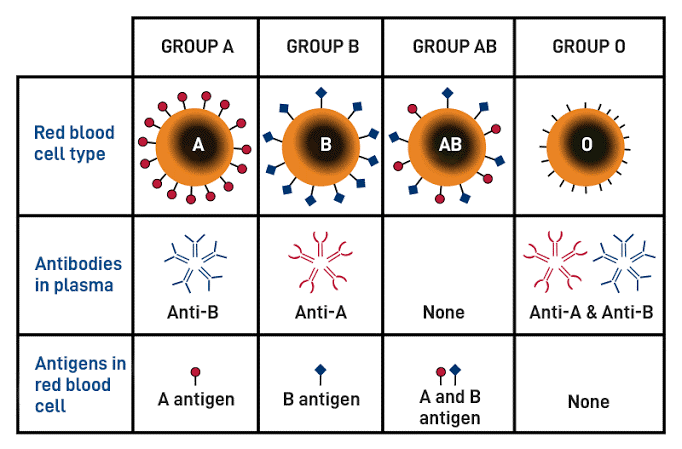 GROUP A
GROUP B
GROUP AB
GROUP O
Red blood
cell type
A
B
AB
O
Antibodies
in plasma
Anti-B
Anti-A
None
Anti-A & Anti-B
Antigens in
red blood
cell
A antigen
B antigen
A and B
antigen
None